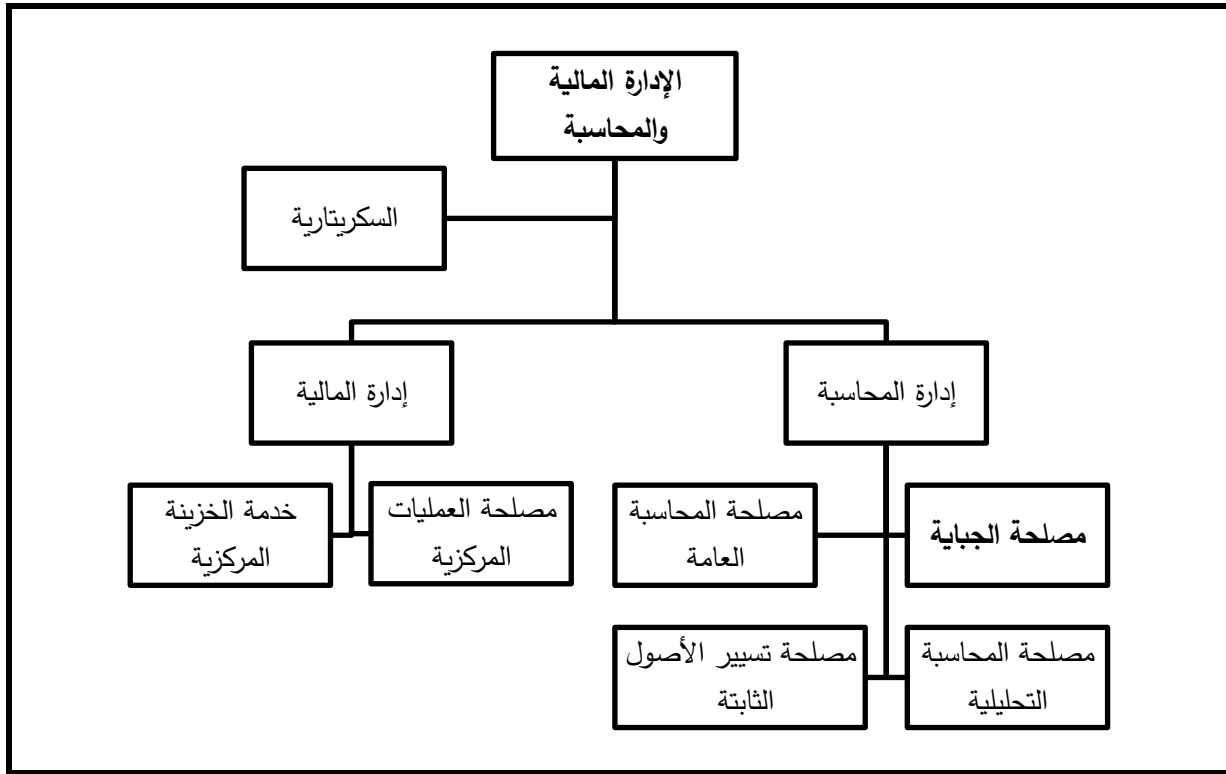 الإدارة المالية
والمحاسبة
السكريتارية
إدارة المحاسبة
إدارة المالية
مصلحة الجباية
مصلحة المحاسبة
العامة
مصلحة العمليات
المركزية
خدمة الخزينة
المركزية
مصلحة المحاسبة
التحليلية
مصلحة تسيير الأصول
الثابتة